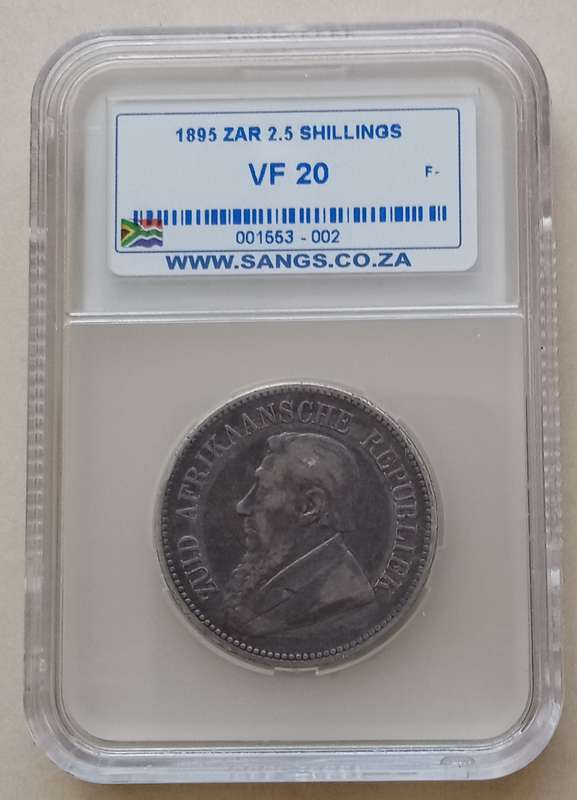 1895 ZAR 2.5 SHILLINGS
VF 20
F-
001553 - 002
WWW.SANGS.CO.ZA
ZUID AFRIKAANSCHE REPUBLIEK